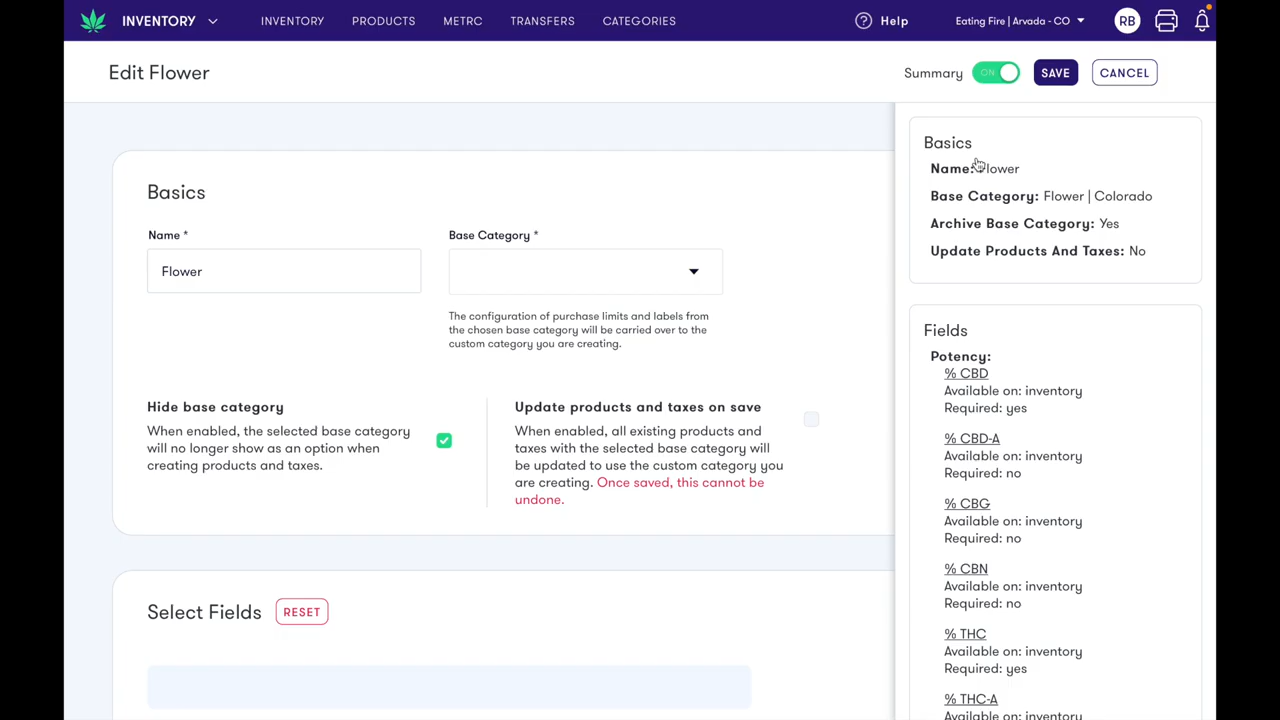 INVENTORY
INVENTORY PRODUCTS METRC TRANSFERS CATEGORIES
Help
Eating Fire | Arvada - CO
RB
Edit Flower
Summary ON SAVE CANCEL
Basics
Name *
Flower
Base Category *
The configuration of purchase limits and labels from
the chosen base category will be carried over to the
custom category you are creating.
Hide base category
When enabled, the selected base category
will no longer show as an option when
creating products and taxes.
Update products and taxes on save
When enabled, all existing products and
taxes with the selected base category will
be updated to use the custom category you
are creating. Once saved, this cannot be
undone.
Select Fields RESET
Basics
Name: Flower
Base Category: Flower | Colorado
Archive Base Category: Yes
Update Products And Taxes: No
Fields
Potency:
% CBD
Available on: inventory
Required: yes
% CBD-A
Available on: inventory
Required: no
% CBG
Available on: inventory
Required: no
% CBN
Available on: inventory
Required: no
% THC
Available on: inventory
Required: yes
% THC-A
Available on: inventory